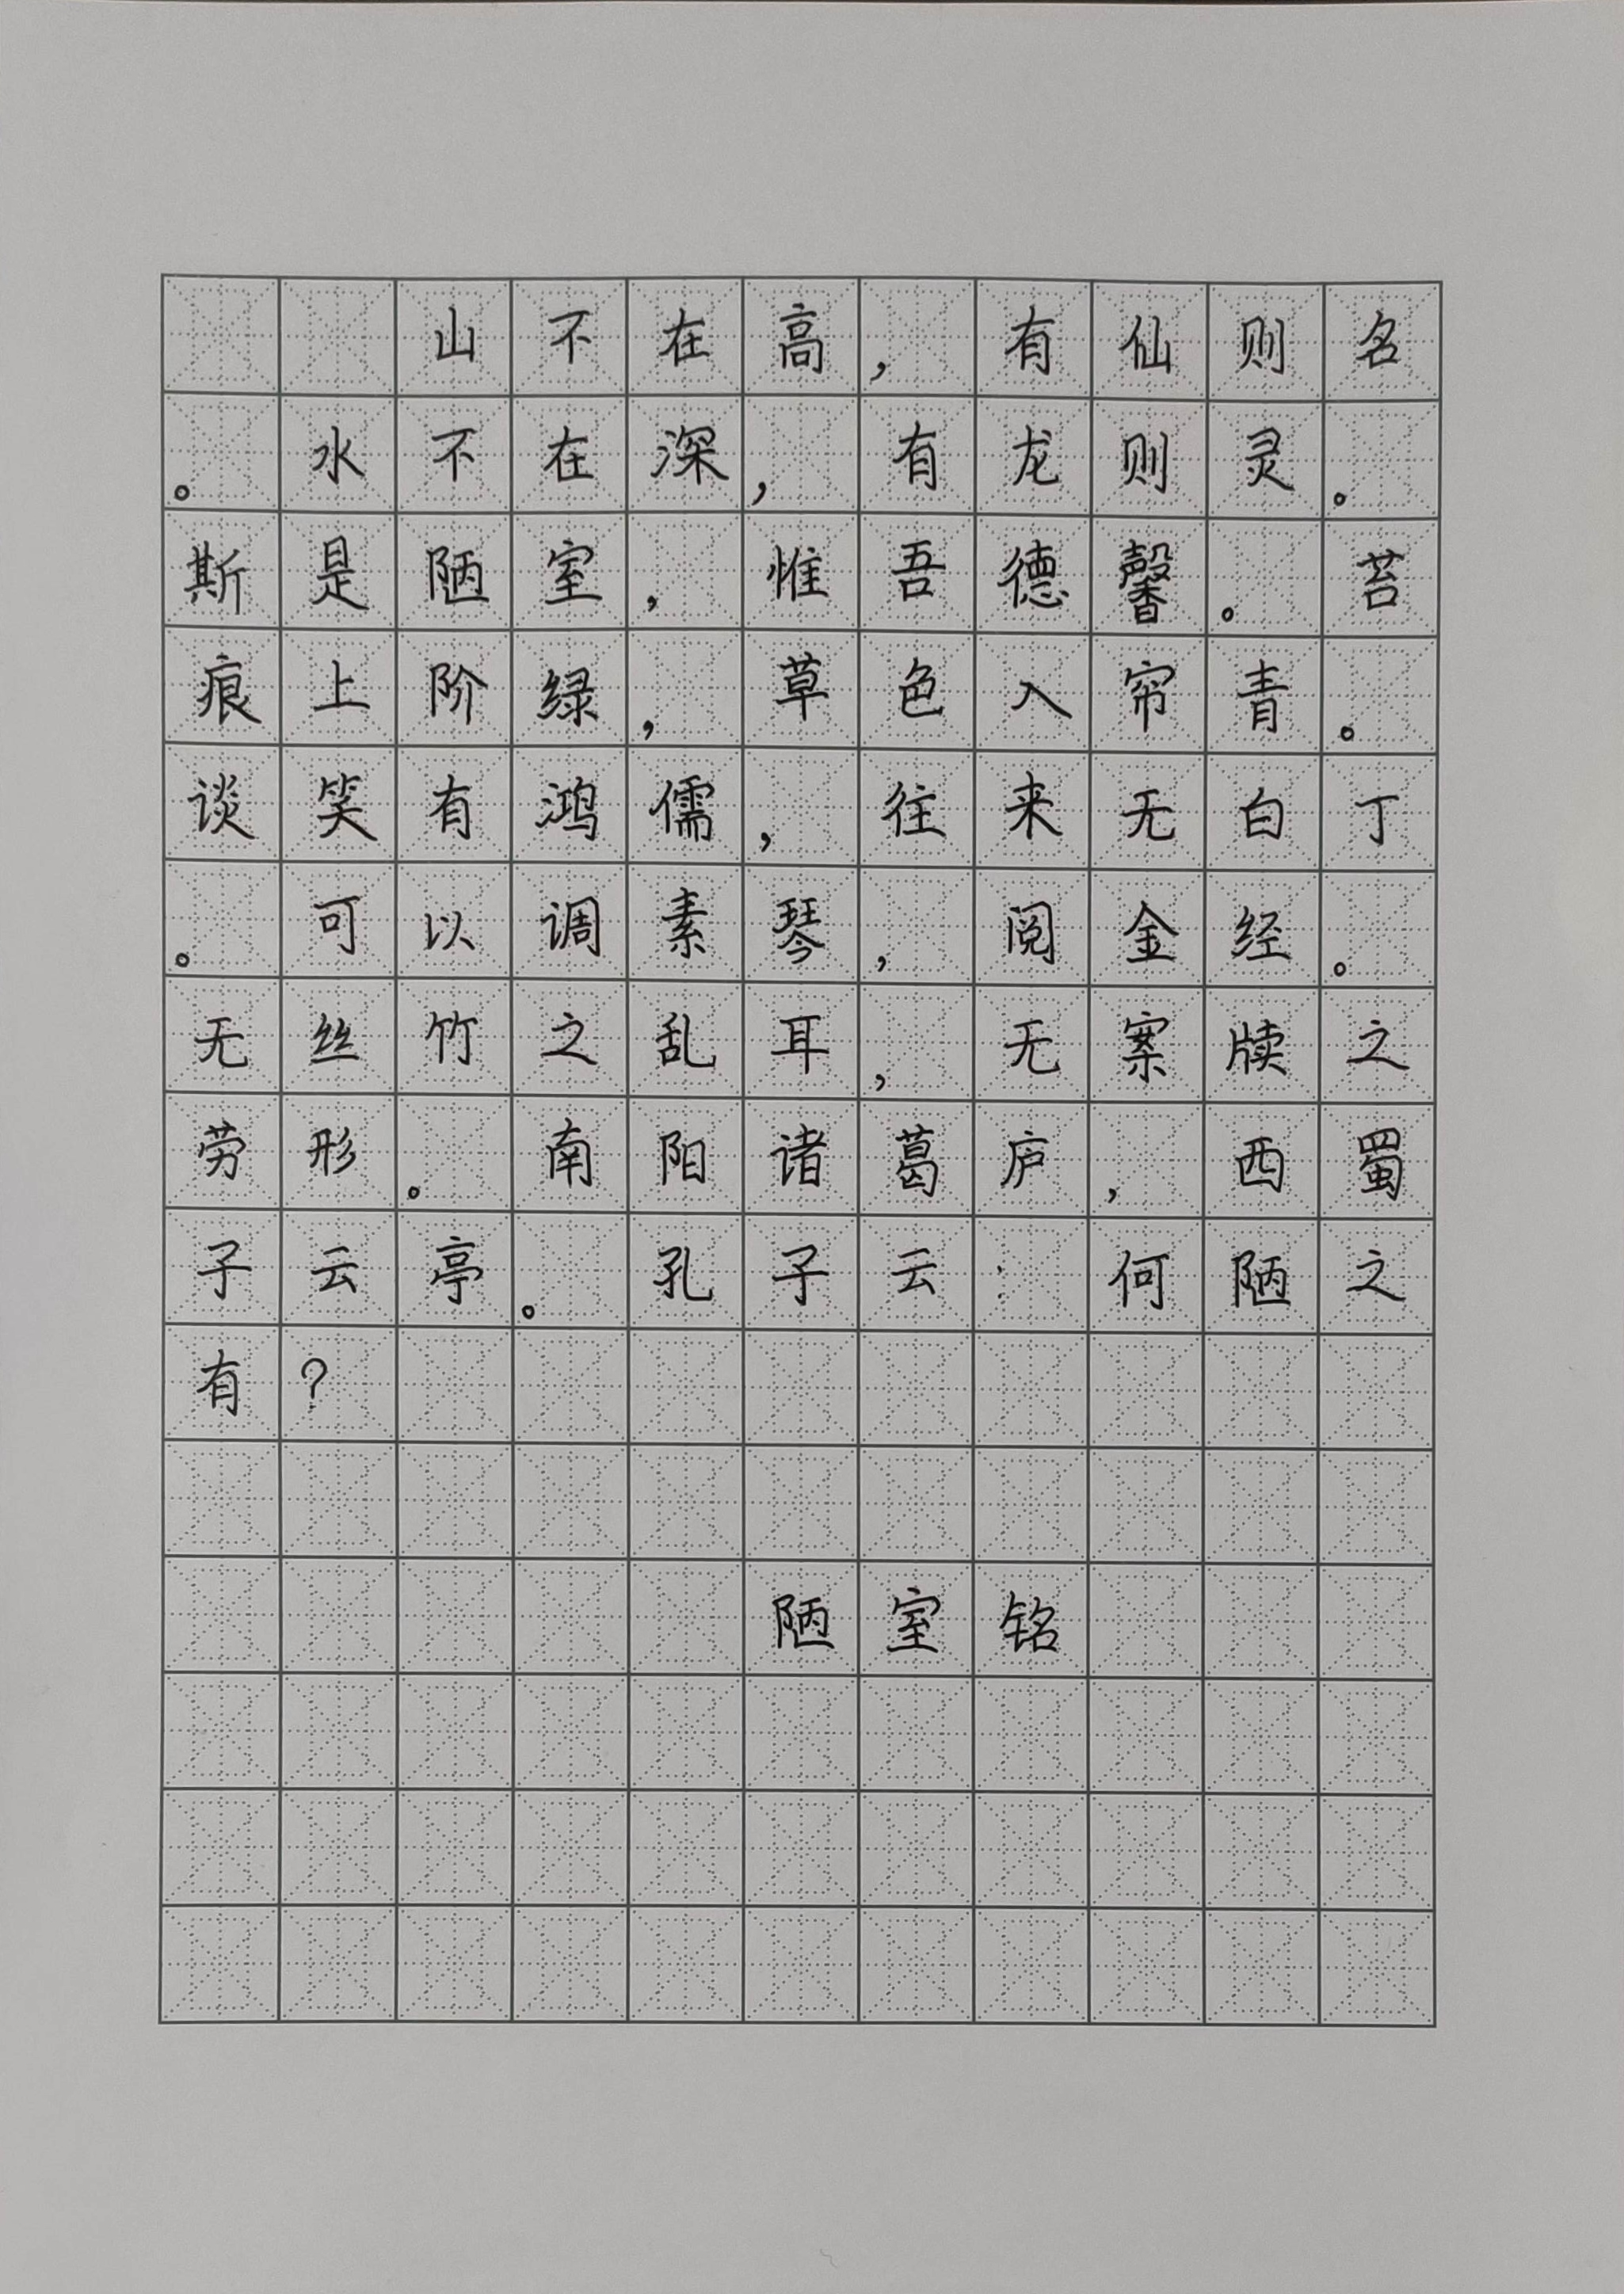 山不在高，有仙则名
。水不在深，有龙则灵。
斯是陋室，惟吾德馨。苔
痕上阶绿，草色入帘青。
谈笑有鸿儒，往来无白丁
。可以调素琴，阅金经。
无丝竹之乱耳，无案牍之
劳形。南阳诸葛庐，西蜀
子云亭。孔子云：何陋之
有？
陋室铭